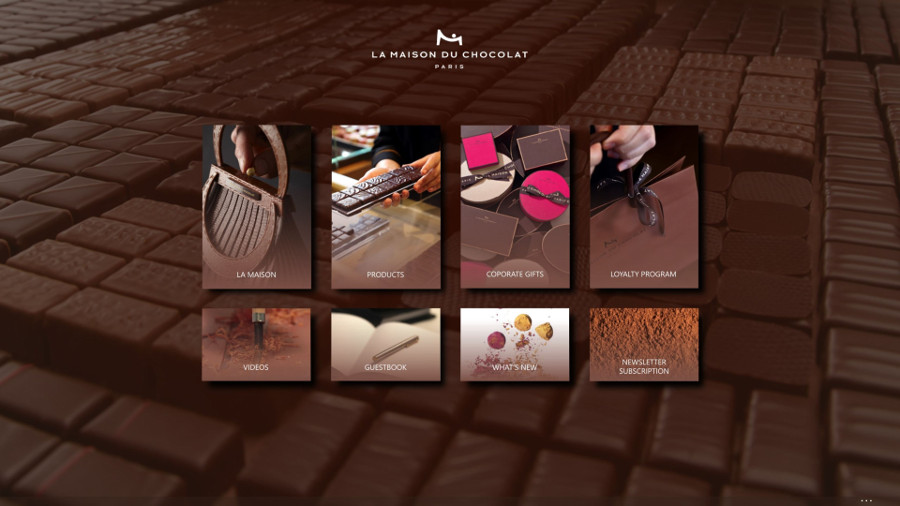 LA MAISON DU CHOCOLAT
PARIS
LA MAISON
PRODUCTS
COPORATE GIFTS
LOYALTY PROGRAM
VIDEOS
GUESTBOOK
WHAT'S NEW
NEWSLETTER
SUBSCRIPTION